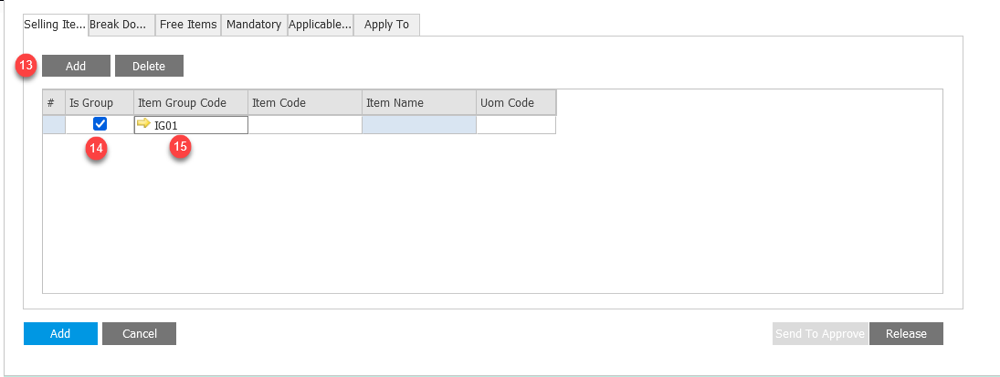 Selling Ite... Break Do... Free Items Mandatory Applicable... Apply To
13 Add Delete
# Is Group Item Group Code Item Code Item Name Uom Code
IG01
14 15
Add Cancel Send To Approve Release